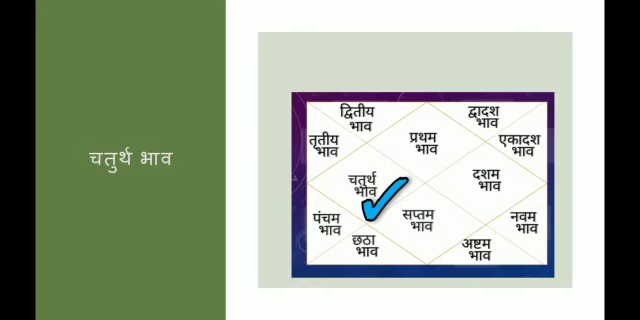 चतुर्थ भाव
द्वितीय
भाव
द्वादश
भाव
तृतीय
भाव
प्रथम
भाव
एकादश
भाव
चतुर्थ
भाव
दशम
भाव
पंचम
भाव
सप्तम
भाव
नवम
भाव
छठा
भाव
अष्टम
भाव